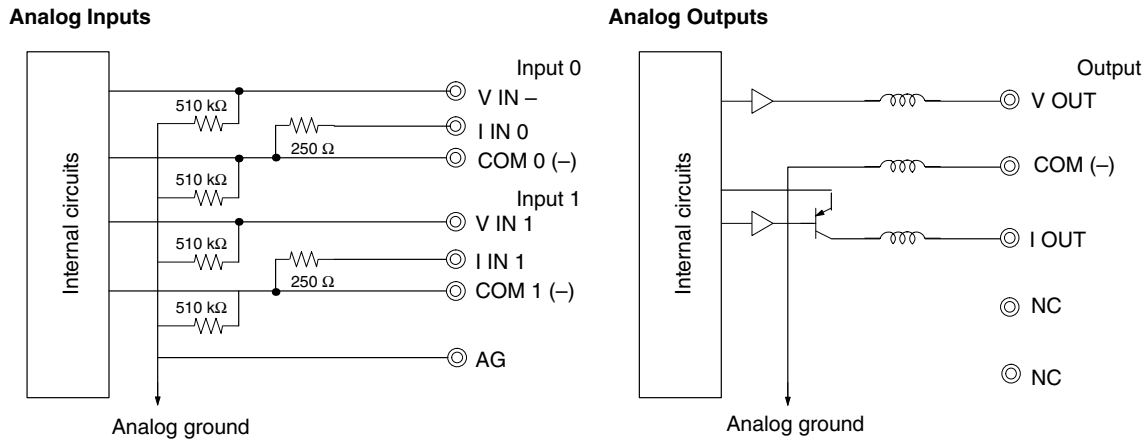 Analog Inputs
Internal circuits
Input 0
510 kΩ
V IN –
I IN 0
250 Ω
COM 0 (–)
510 kΩ
Input 1
V IN 1
510 kΩ
I IN 1
250 Ω
COM 1 (–)
510 kΩ
AG
Analog ground
Analog Outputs
Internal circuits
Output
V OUT
COM (–)
I OUT
NC
NC
Analog ground